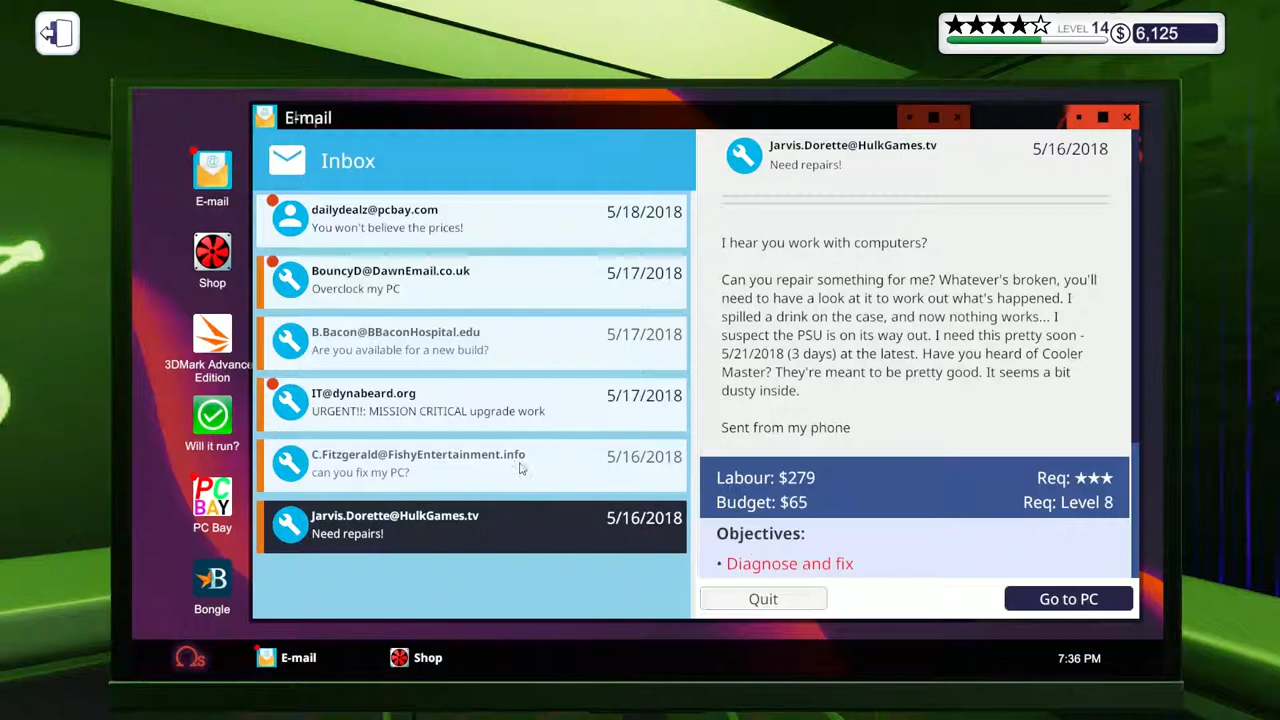 LEVEL 14
$ 6,125
E-mail
E-mail
Shop
3DMark Advance
Edition
Will it run?
PC
BAY
PC Bay
B
Bongle
Inbox
dailydealz@pcbay.com
5/18/2018
You won't believe the prices!
BouncyD@DawnEmail.co.uk
5/17/2018
Overclock my PC
B.Bacon@BBaconHospital.edu
5/17/2018
Are you available for a new build?
IT@dynabeard.org
5/17/2018
URGENT!!: MISSION CRITICAL upgrade work
C.Fitzgerald@FishyEntertainment.info
5/16/2018
can you fix my PC?
Jarvis.Dorette@HulkGames.tv
5/16/2018
Need repairs!
Jarvis.Dorette@HulkGames.tv
5/16/2018
Need repairs!
I hear you work with computers?
Can you repair something for me? Whatever's broken, you'll
need to have a look at it to work out what's happened. I
spilled a drink on the case, and now nothing works... I
suspect the PSU is on its way out. I need this pretty soon -
5/21/2018 (3 days) at the latest. Have you heard of Cooler
Master? They're meant to be pretty good. It seems a bit
dusty inside.
Sent from my phone
Labour: $279
Req: ★★★
Budget: $65
Req: Level 8
Objectives:
• Diagnose and fix
Quit
Go to PC
Ωs
E-mail
Shop
7:36 PM